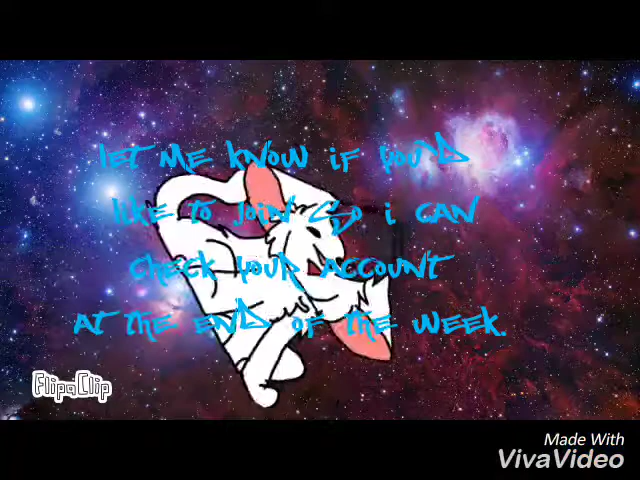 let me know if you'd
like to join so i can
check your account
at the end of the week.
FlipaClip
Made With
VivaVideo